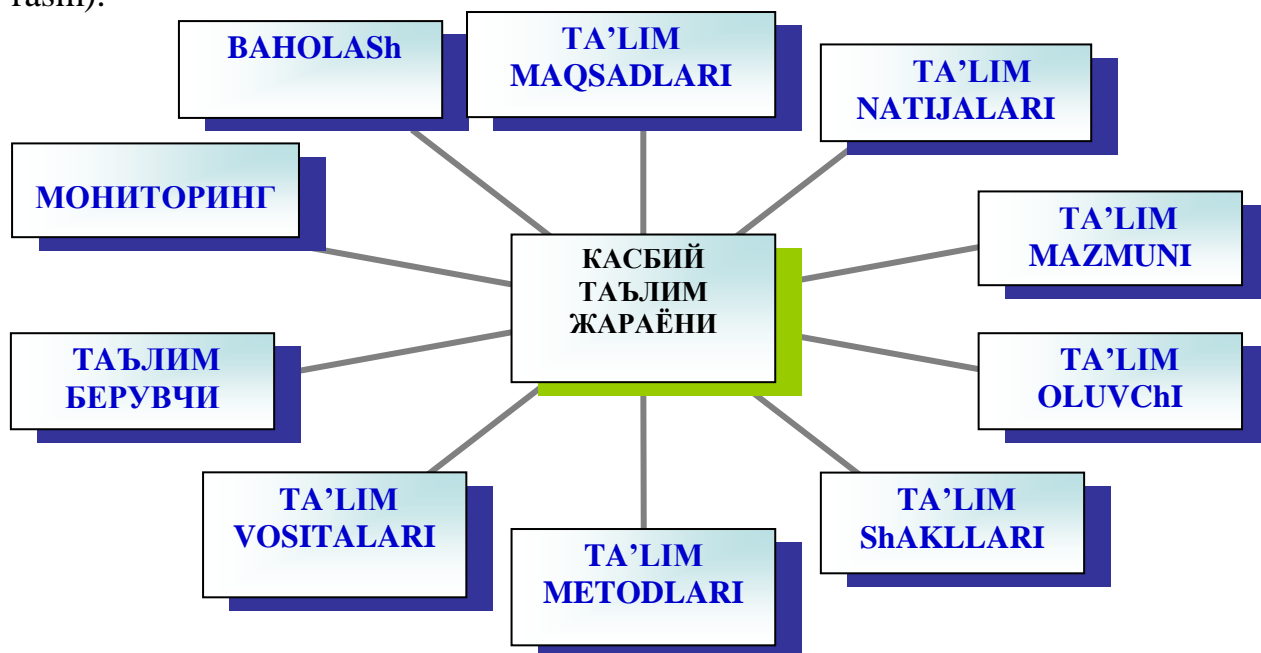 rasm).
BAHOLASh
TA’LIM
MAQSADLARI
TA’LIM
NATIJALARI
МОНИТОРИНГ
TA’LIM
MAZMUNI
КАСБИЙ
ТАЪЛИМ
ЖАРАЁНИ
ТАЪЛИМ
БЕРУВЧИ
TA’LIM
OLUVChI
TA’LIM
VOSITALARI
TA’LIM
METODLARI
TA’LIM
ShAKLLARI